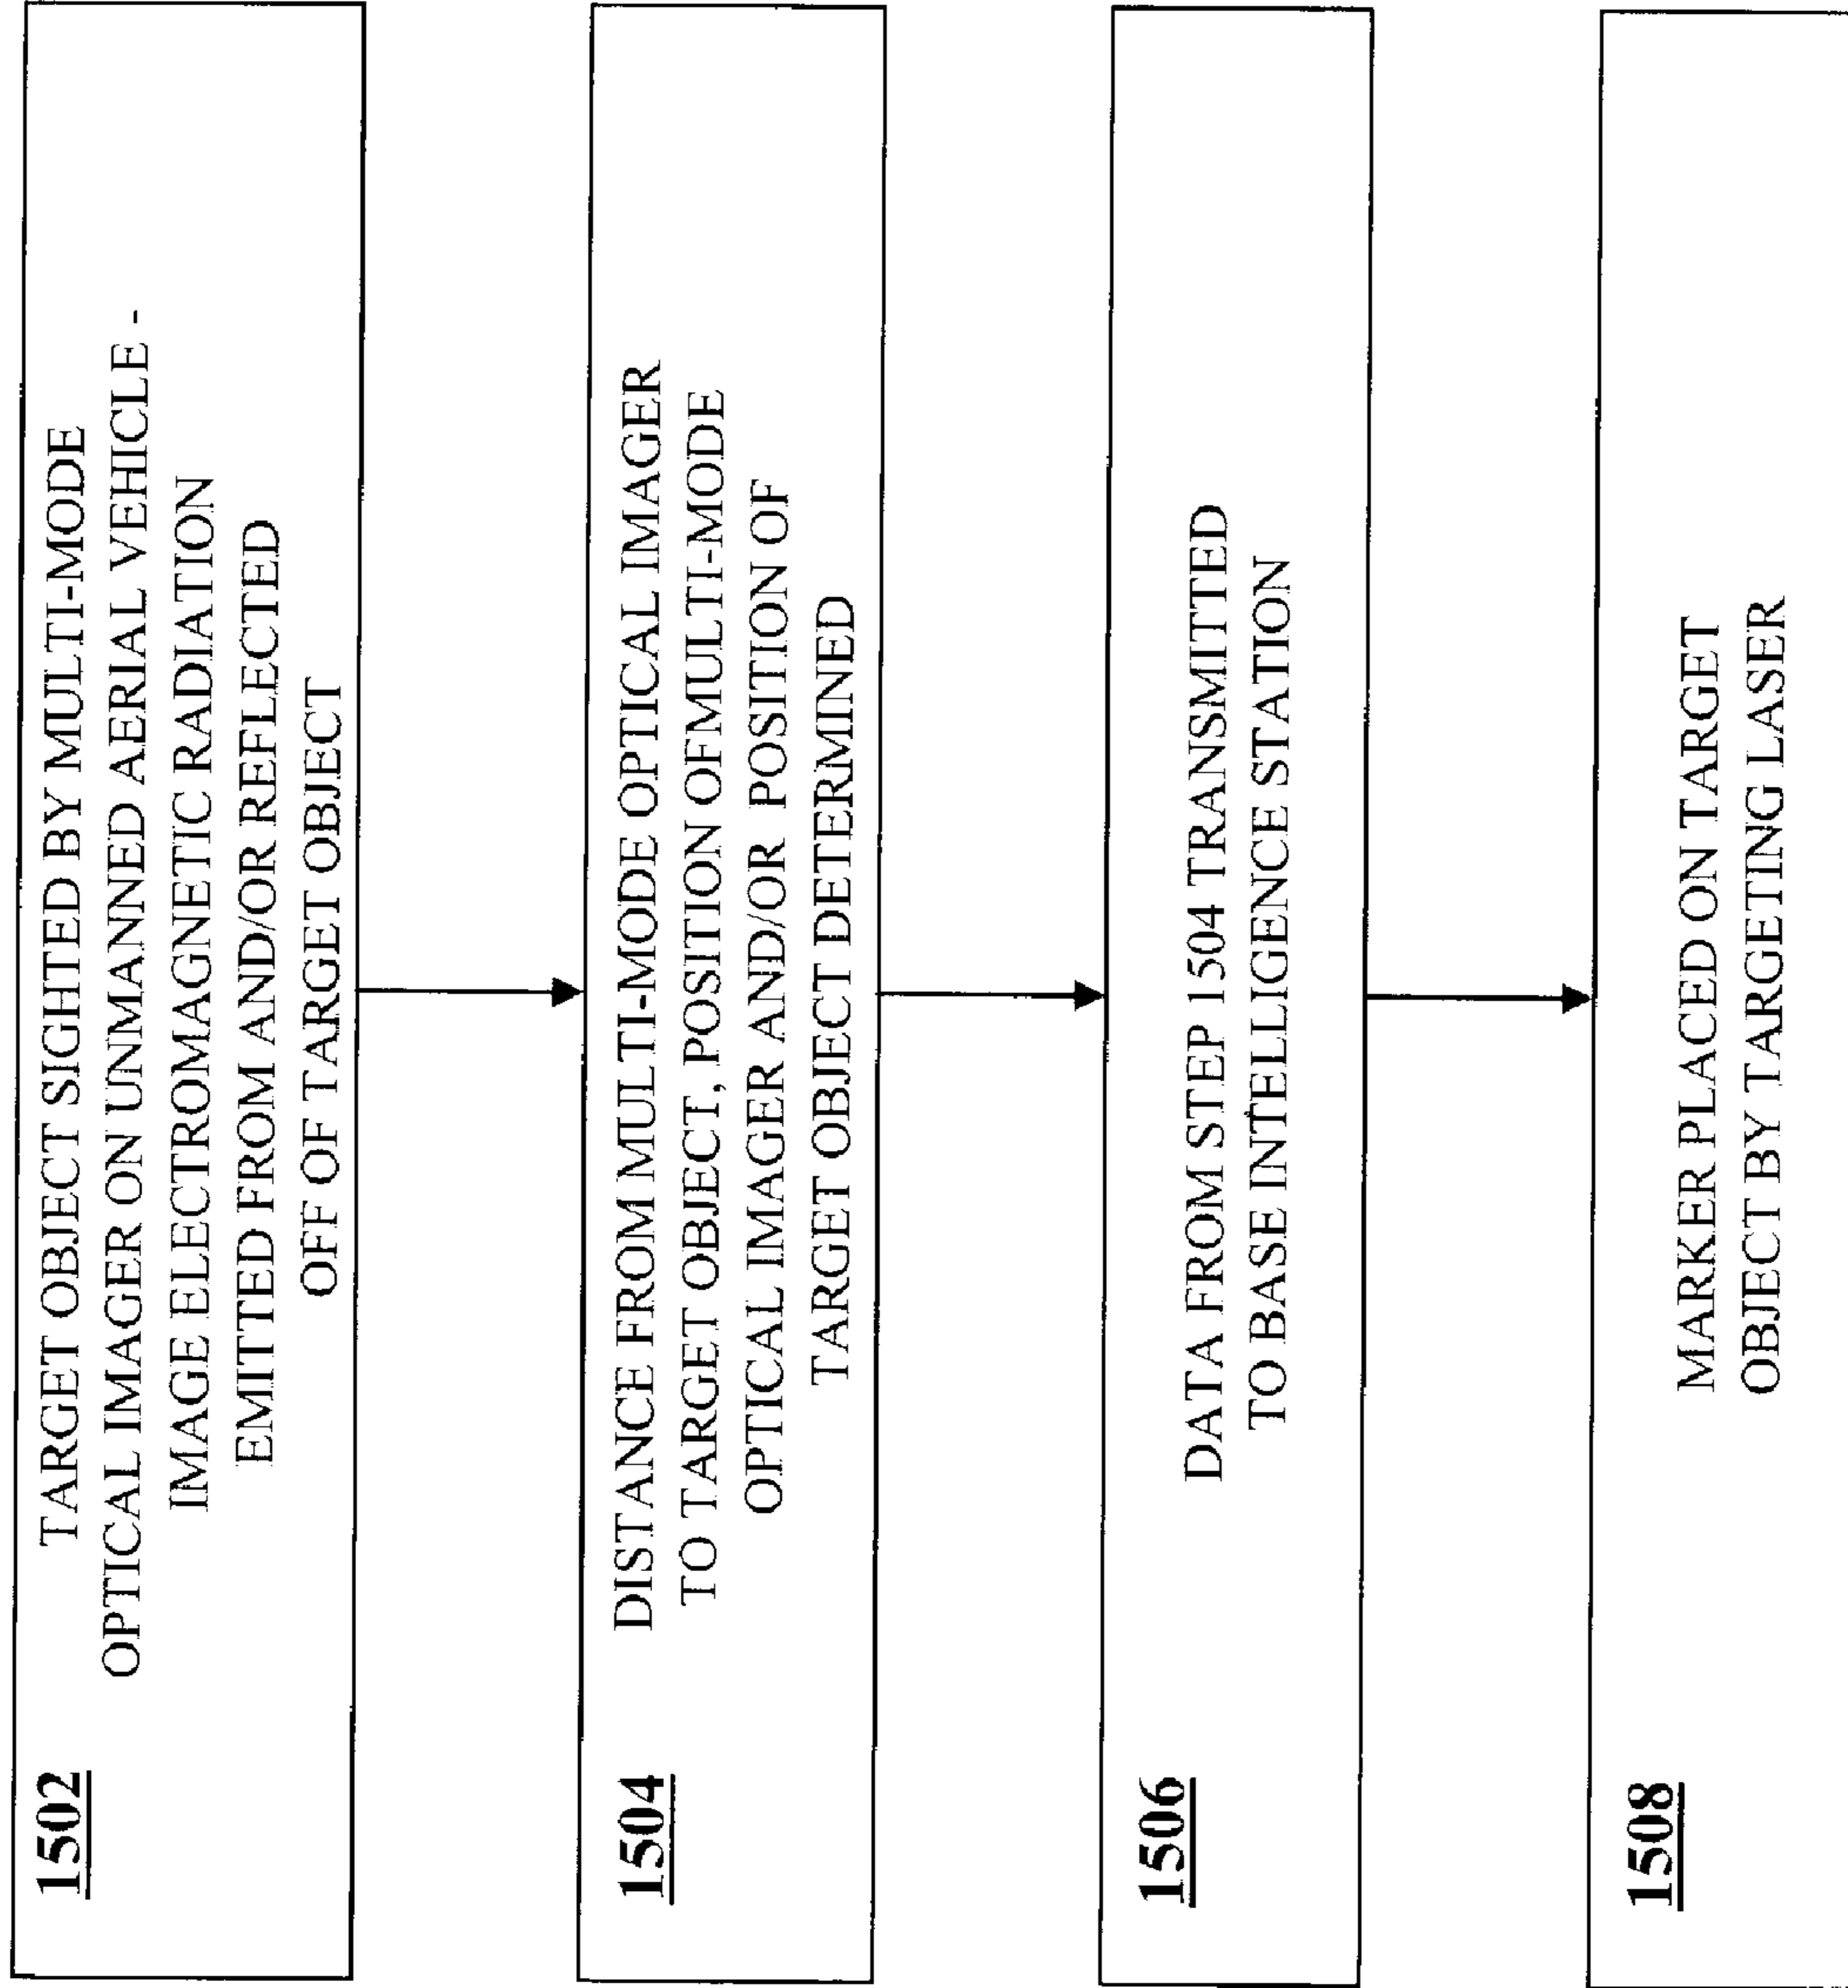 1502
TARGET OBJECT SIGHTED BY MULTI-MODE
OPTICAL IMAGER ON UNMANNED AERIAL VEHICLE -
IMAGE ELECTROMAGNETIC RADIATION
EMITTED FROM AND/OR REFLECTED
OFF OF TARGET OBJECT
1504
DISTANCE FROM MULTI-MODE OPTICAL IMAGER
TO TARGET OBJECT, POSITION OFMULTI-MODE
OPTICAL IMAGER AND/OR POSITION OF
TARGET OBJECT DETERMINED
1506
DATA FROM STEP 1504 TRANSMITTED
TO BASE INTELLIGENCE STATION
1508
MARKER PLACED ON TARGET
OBJECT BY TARGETING LASER